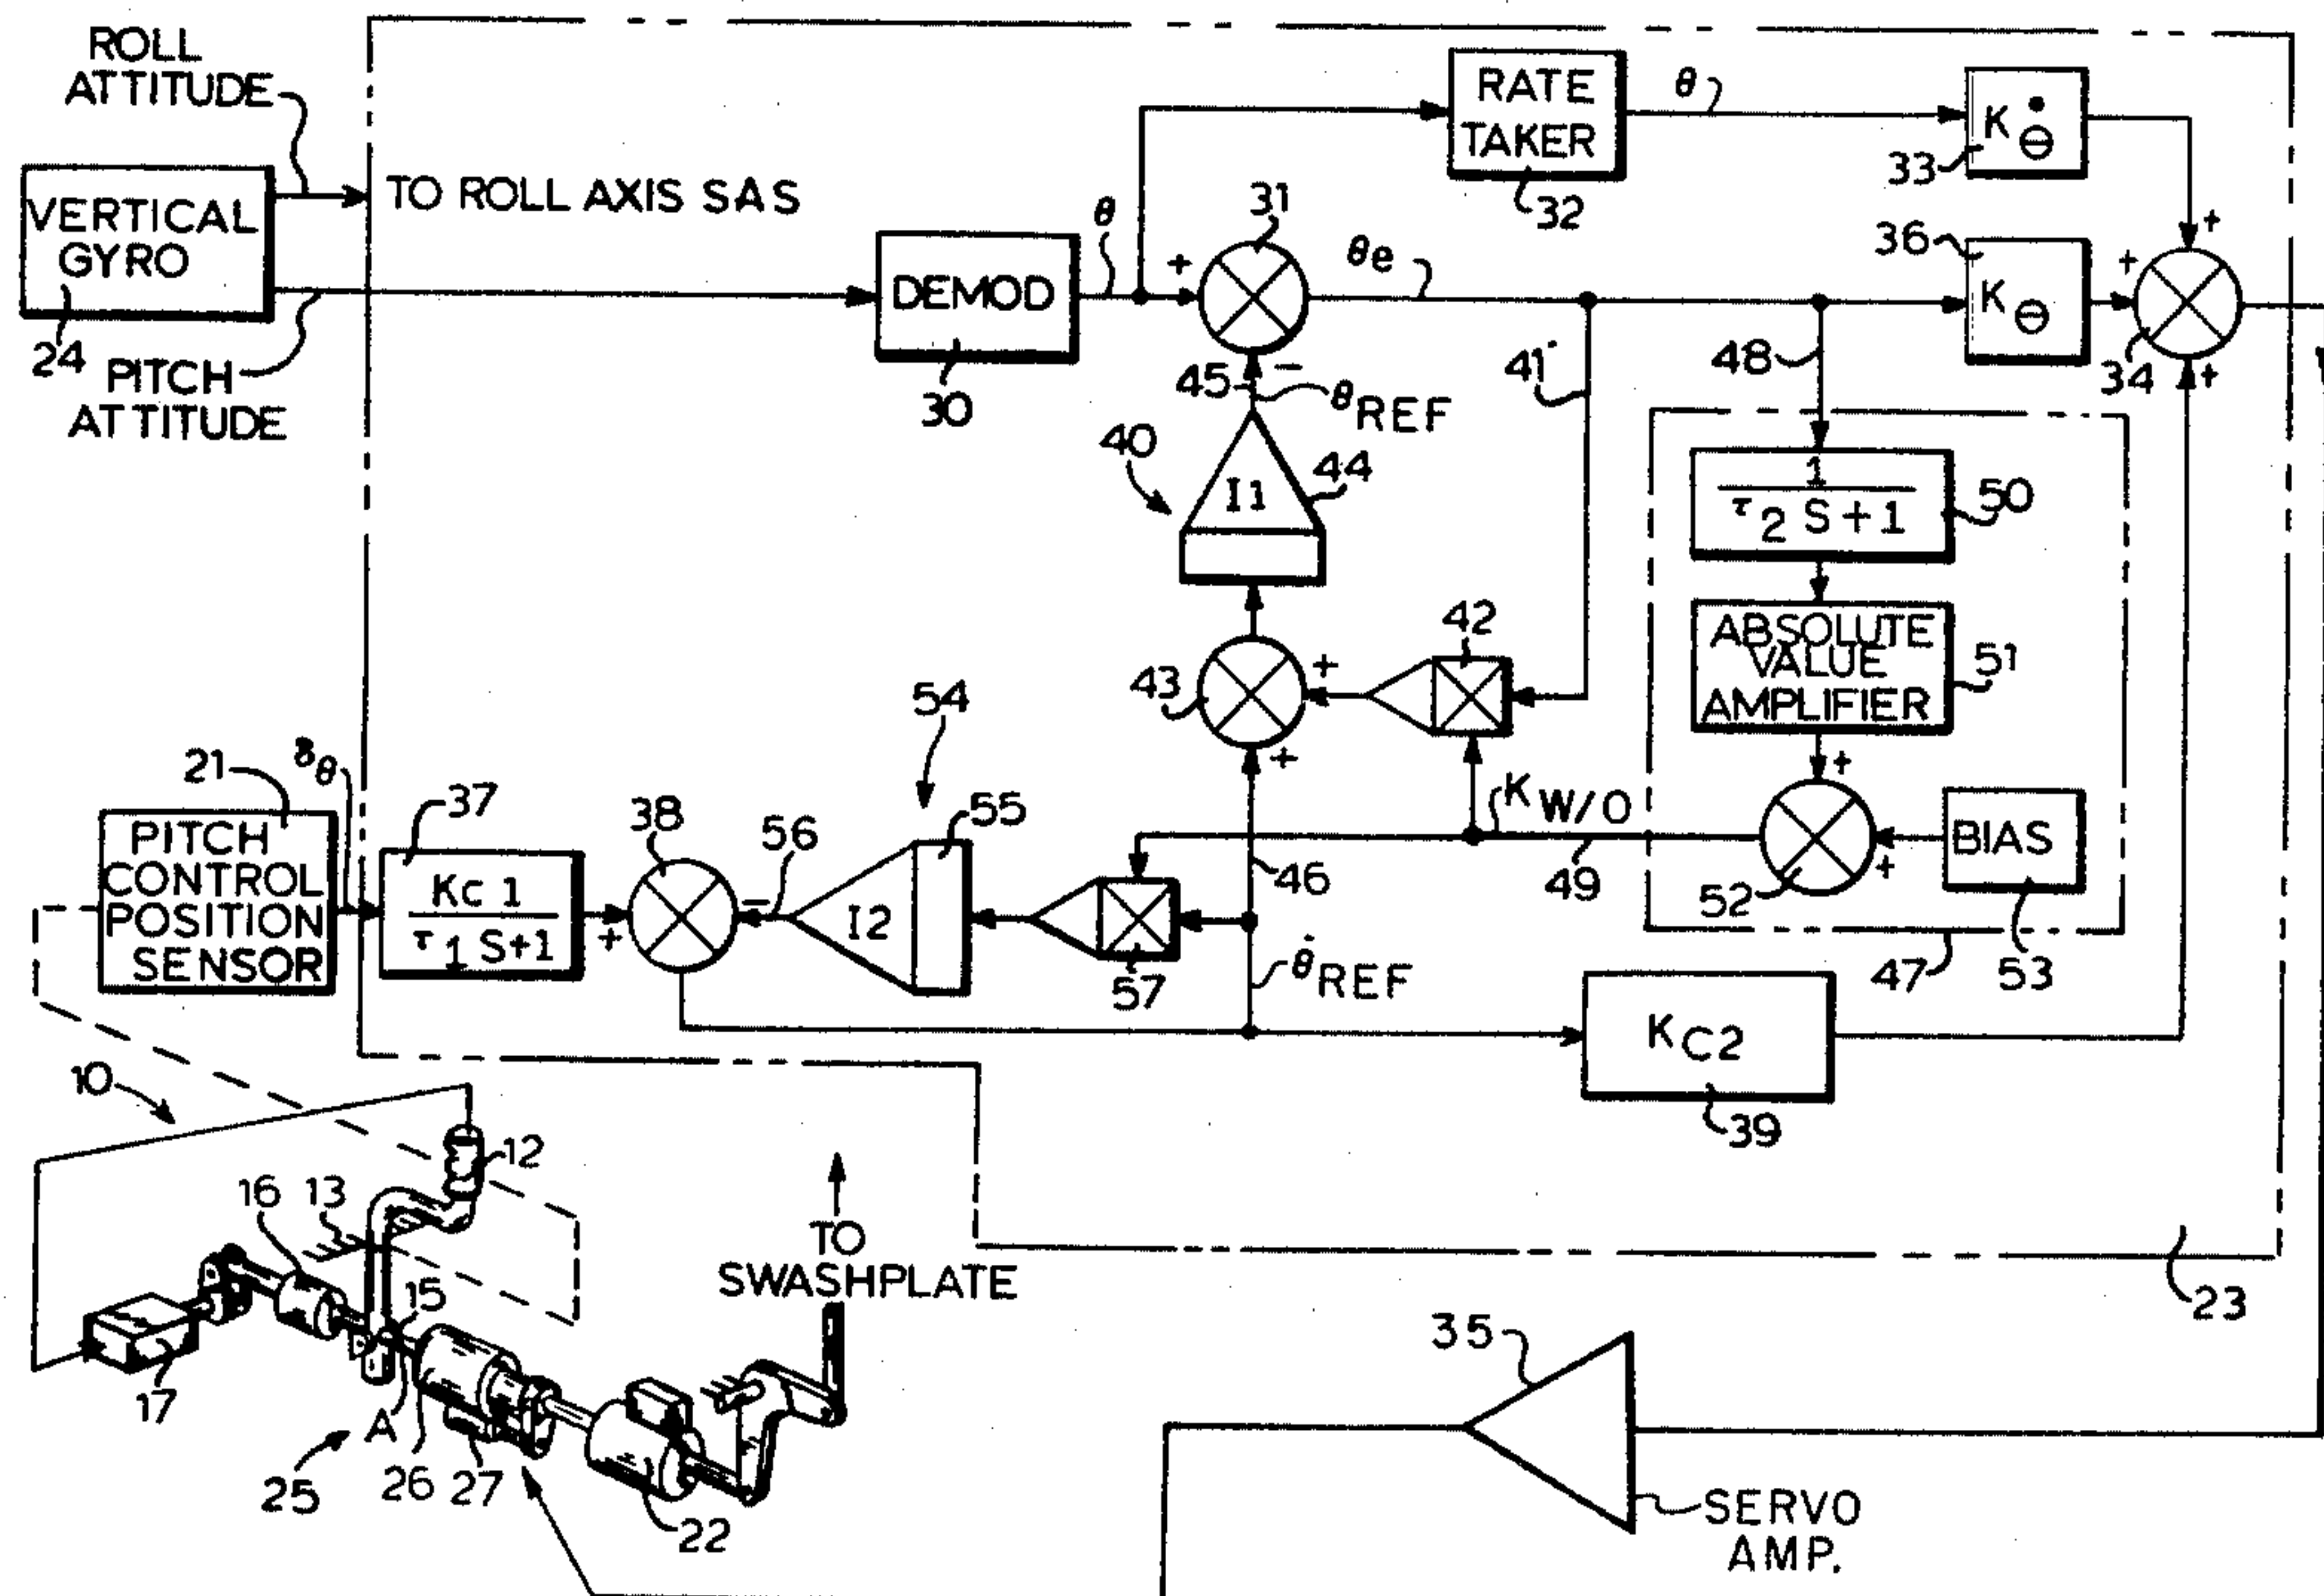 ROLL
ATTITUDE
VERTICAL
GYRO
24
PITCH
ATTITUDE
TO ROLL AXIS SAS
DEMOD
30
θ
+
31
−
RATE
TAKER
32
θ
K θ̇
33
θe
36
K θ
+
+
+
34
45
θREF
40
I1
44
41
48
1
τ2 S+1
50
ABSOLUTE
VALUE
AMPLIFIER
51
+
52
+
BIAS
53
47
42
43
+
+
K W/O
49
46
54
55
56
I2
57
θ̇REF
21
PITCH
CONTROL
POSITION
SENSOR
δθ
37
Kc 1
τ1 S+1
38
+
−
KC2
39
10
12
16
13
15
17
A
25
26
27
22
TO
SWASHPLATE
23
35
SERVO
AMP.